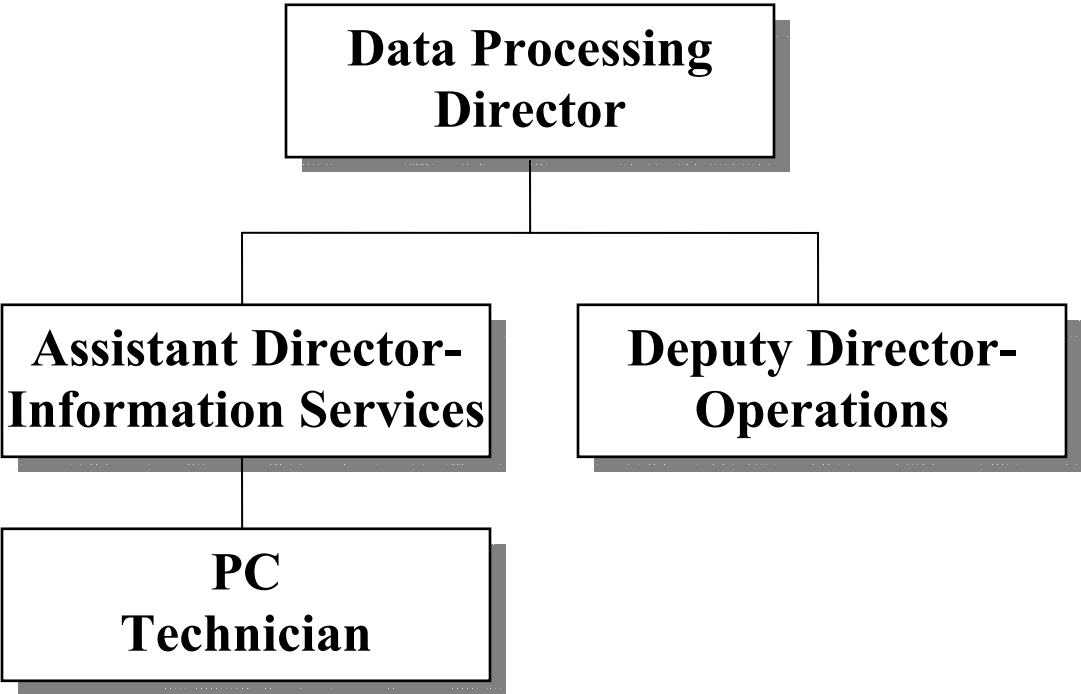 Data Processing
Director
Assistant Director-
Information Services
Deputy Director-
Operations
PC
Technician